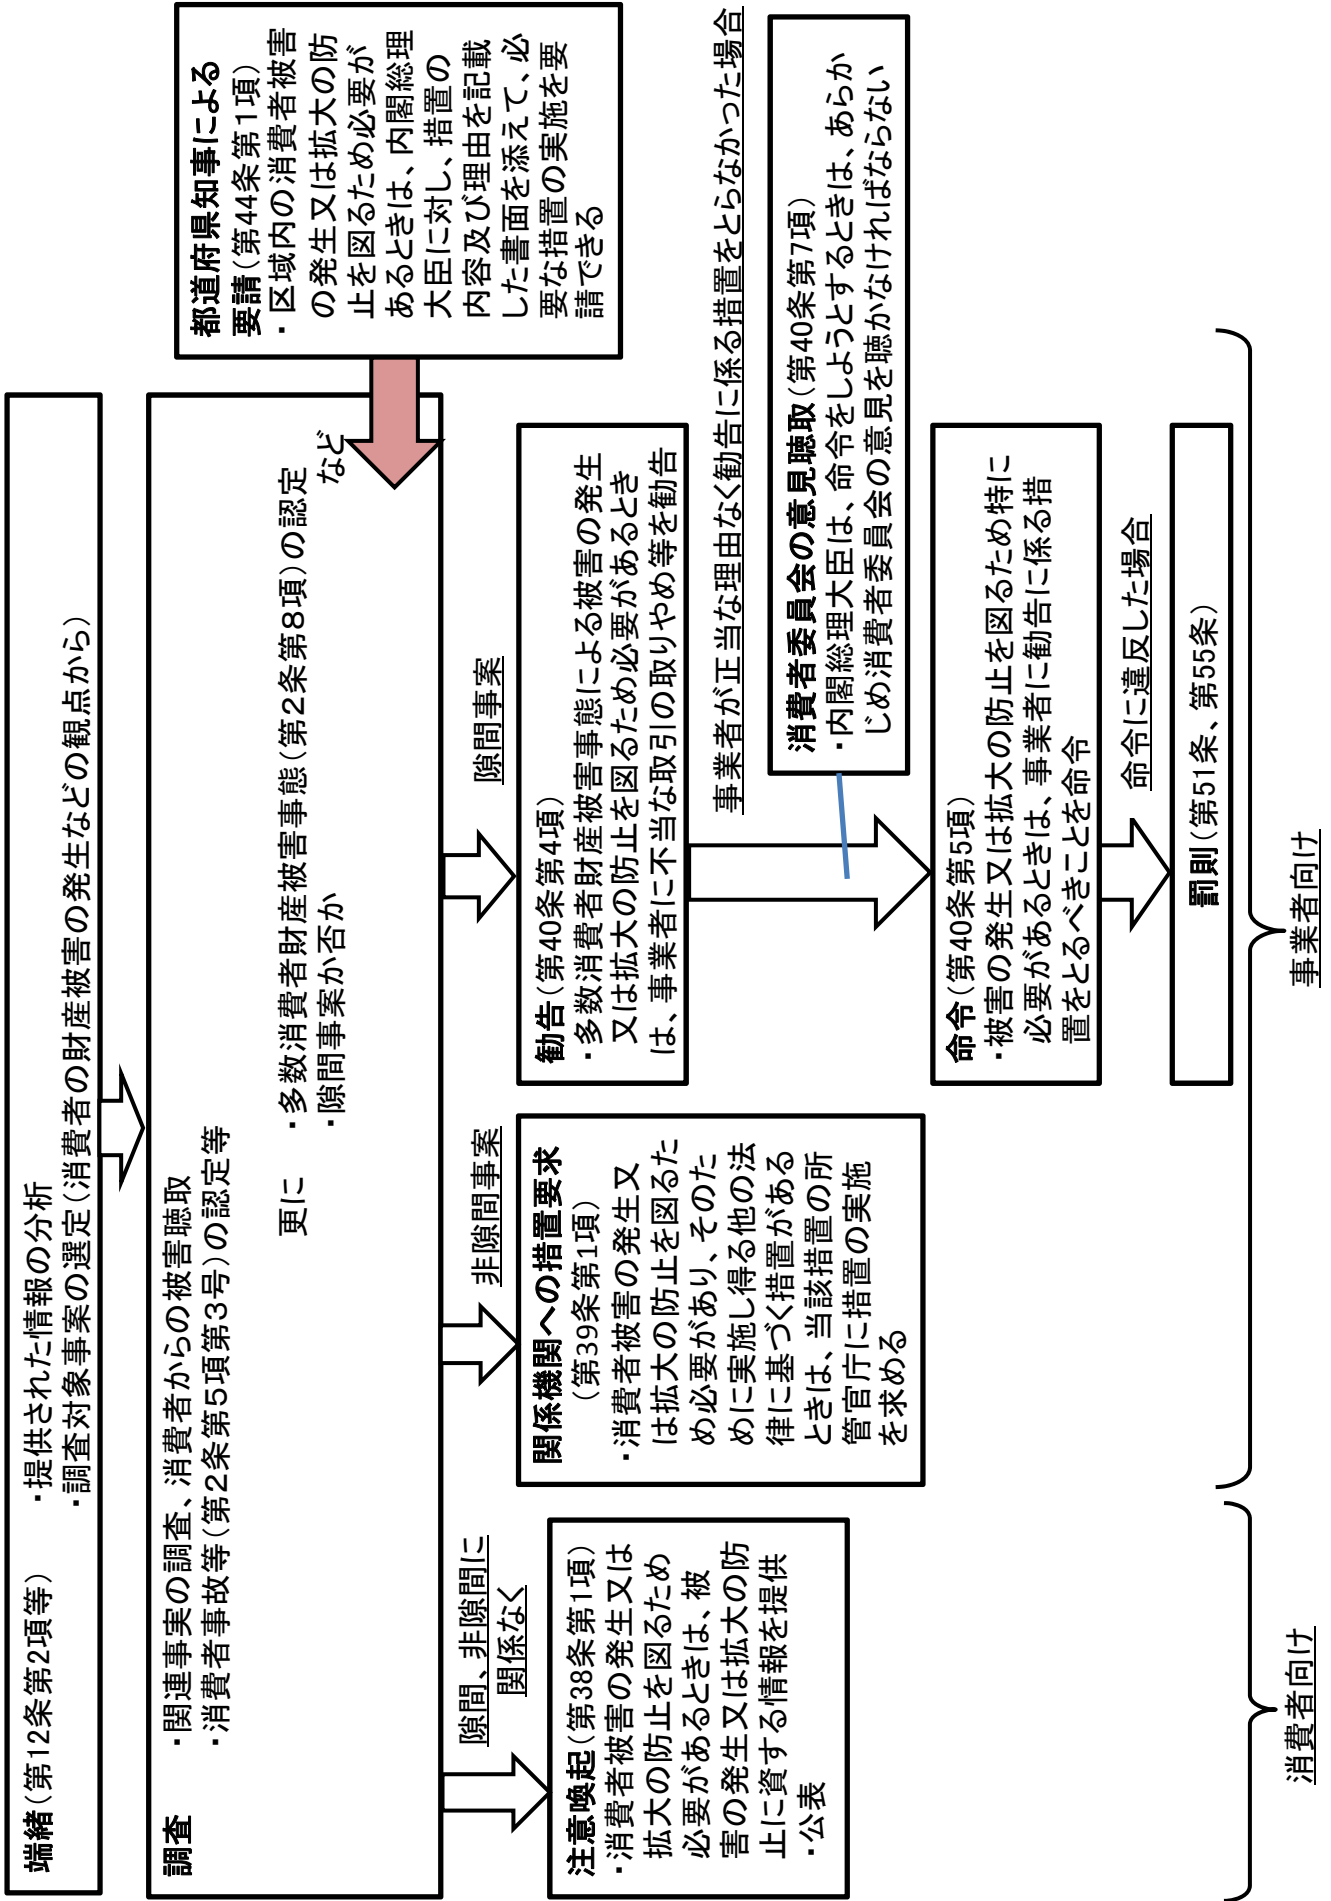 端緒(第12条第2項等)
・提供された情報の分析
・調査対象事案の選定(消費者の財産被害の発生などの観点から)
調査
・関連事実の調査、消費者からの被害聴取
・消費者事故等(第2条第5項第3号)の認定等
更に
・多数消費者財産被害事態(第2条第8項)の認定
・隙間事案か否か
など
都道府県知事による
要請(第44条第1項)
・区域内の消費者被害
の発生又は拡大の防
止を図るため必要が
あるときは、内閣総理
大臣に対し、措置の
内容及び理由を記載
した書面を添えて、必
要な措置の実施を要
請できる
隙間、非隙間に
関係なく
注意喚起(第38条第1項)
・消費者被害の発生又は
拡大の防止を図るため
必要があるときは、被
害の発生又は拡大の防
止に資する情報を提供
・公表
非隙間事案
関係機関への措置要求
(第39条第1項)
・消費者被害の発生又
は拡大の防止を図るた
め必要があり、そのた
めに実施し得る他の法
律に基づく措置がある
ときは、当該措置の所
管官庁に措置の実施
を求める
隙間事案
勧告(第40条第4項)
・多数消費者財産被害事態による被害の発生
又は拡大の防止を図るため必要があるとき
は、事業者に不当な取引の取りやめ等を勧告
事業者が正当な理由なく勧告に係る措置をとらなかった場合
消費者委員会の意見聴取(第40条第7項)
・内閣総理大臣は、命令をしようとするときは、あらか
じめ消費者委員会の意見を聴かなければならない
命令(第40条第5項)
・被害の発生又は拡大の防止を図るため特に
必要があるときは、事業者に勧告に係る措
置をとるべきことを命令
命令に違反した場合
罰則(第51条、第55条)
消費者向け
事業者向け